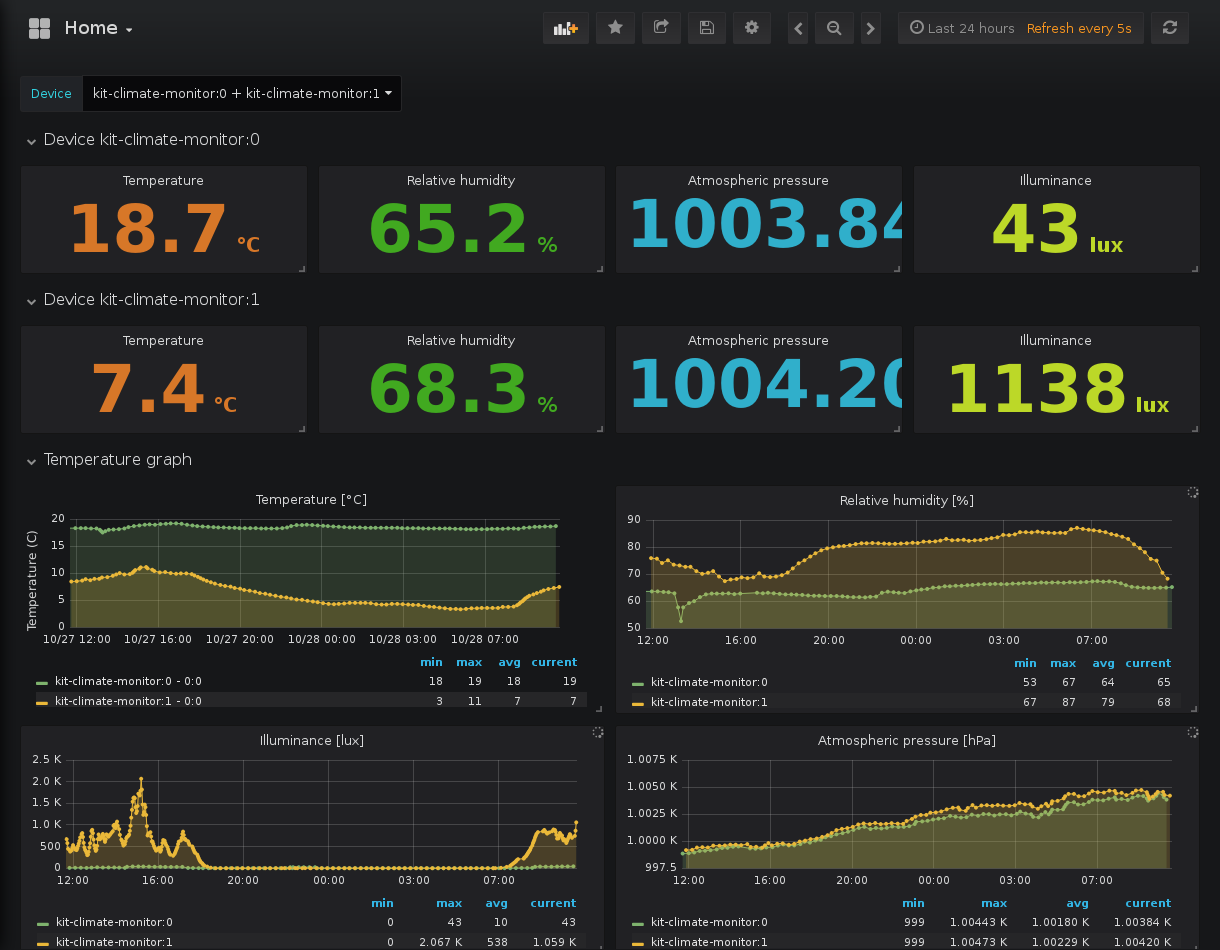 Home
Last 24 hours Refresh every 5s
Device kit-climate-monitor:0 + kit-climate-monitor:1
Device kit-climate-monitor:0
Temperature Relative humidity Atmospheric pressure Illuminance
18.7 °C 65.2 % 1003.84 43 lux
Device kit-climate-monitor:1
Temperature Relative humidity Atmospheric pressure Illuminance
7.4 °C 68.3 % 1004.20 1138 lux
Temperature graph
Temperature [°C]
Temperature (C)
20
15
10
5
0
10/27 12:00 10/27 16:00 10/27 20:00 10/28 00:00 10/28 03:00 10/28 07:00
min max avg current
kit-climate-monitor:0 - 0:0 18 19 18 19
kit-climate-monitor:1 - 0:0 3 11 7 7
Relative humidity [%]
90
80
70
60
50
12:00 16:00 20:00 00:00 03:00 07:00
min max avg current
kit-climate-monitor:0 53 67 64 65
kit-climate-monitor:1 67 87 79 68
Illuminance [lux]
2.5 K
2.0 K
1.5 K
1.0 K
500
0
12:00 16:00 20:00 00:00 03:00 07:00
min max avg current
kit-climate-monitor:0 0 43 10 43
kit-climate-monitor:1 0 2.067 K 538 1.059 K
Atmospheric pressure [hPa]
1.0075 K
1.0050 K
1.0025 K
1.0000 K
997.5
12:00 16:00 20:00 00:00 03:00 07:00
min max avg current
kit-climate-monitor:0 999 1.00443 K 1.00180 K 1.00384 K
kit-climate-monitor:1 999 1.00473 K 1.00229 K 1.00420 K